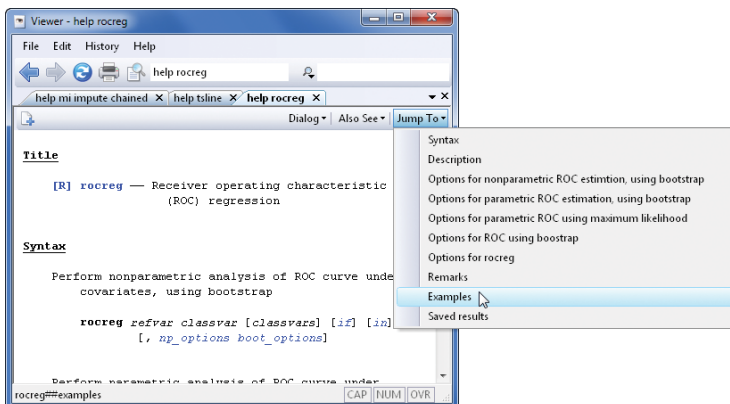 Viewer - help rocreg
File Edit History Help
help rocreg
help mi impute chained help tsline help rocreg
Dialog Also See Jump To
Title
[R] rocreg — Receiver operating characteristic
(ROC) regression
Syntax
Perform nonparametric analysis of ROC curve unde
covariates, using bootstrap
rocreg refvar classvar [classvars] [if] [in]
[, np_options boot_options]
Perform parametric analysis of ROC curve under
rocreg##examples CAP NUM OVR
Syntax
Description
Options for nonparametric ROC estimtion, using bootstrap
Options for parametric ROC estimation, using bootstrap
Options for parametric ROC using maximum likelihood
Options for ROC using boostrap
Options for rocreg
Remarks
Examples
Saved results